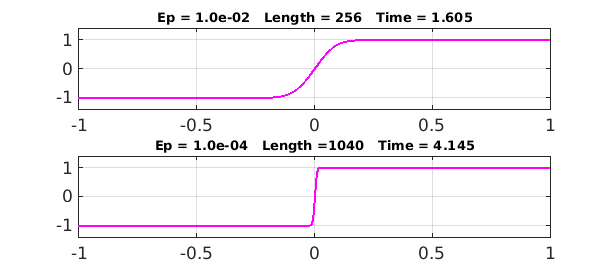 Ep = 1.0e-02 Length = 256 Time = 1.605
1
0
-1
-1 -0.5 0 0.5 1
Ep = 1.0e-04 Length =1040 Time = 4.145
1
0
-1
-1 -0.5 0 0.5 1